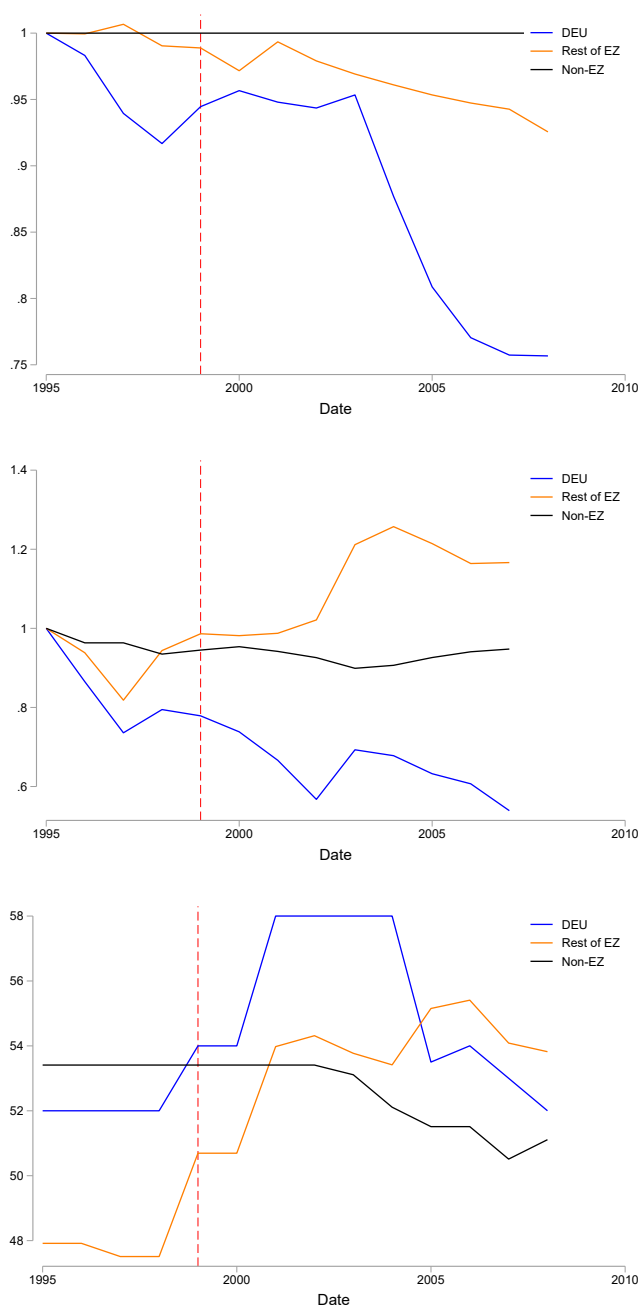 1
.95
.9
.85
.8
.75
1995
2000
2005
2010
Date
DEU
Rest of EZ
Non-EZ
1.4
1.2
1
.8
.6
1995
2000
2005
2010
Date
DEU
Rest of EZ
Non-EZ
58
56
54
52
50
48
1995
2000
2005
2010
Date
DEU
Rest of EZ
Non-EZ